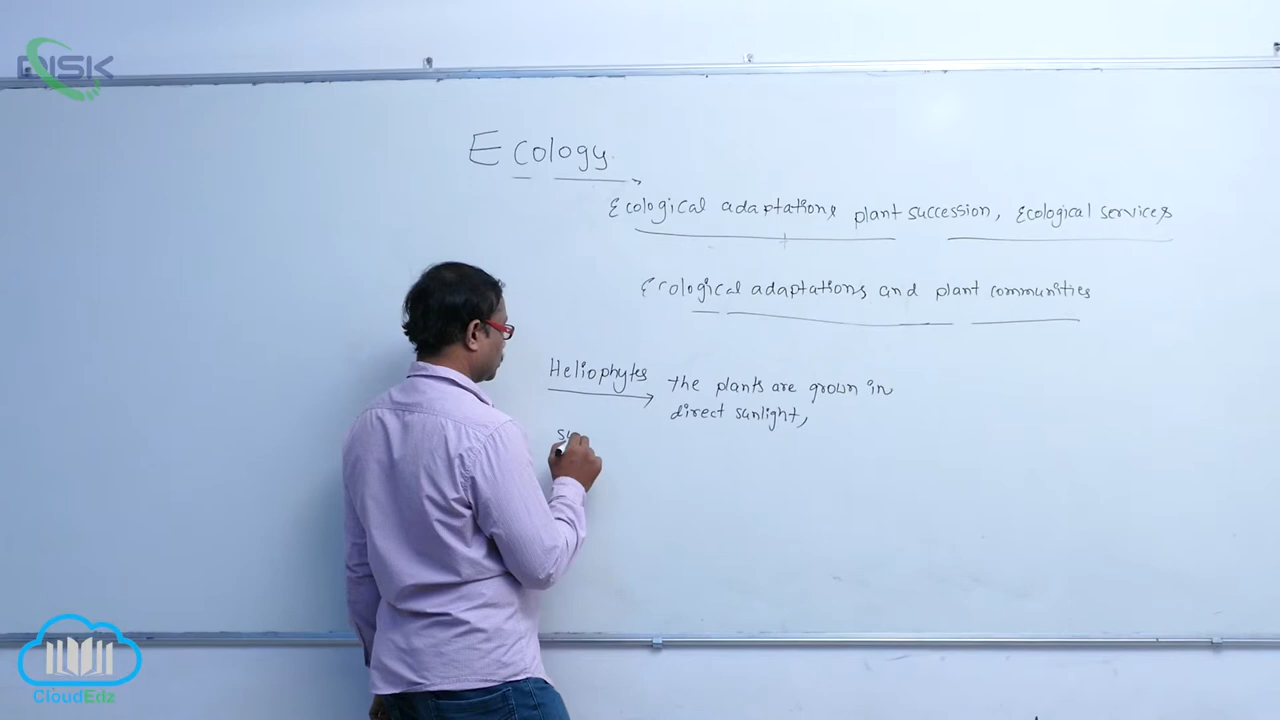 DISK
Ecology
Ecological adaptations plant succession, Ecological services
Ecological adaptations and plant communities
Heliophytes
the plants are grown in
direct sunlight,
CloudEdz